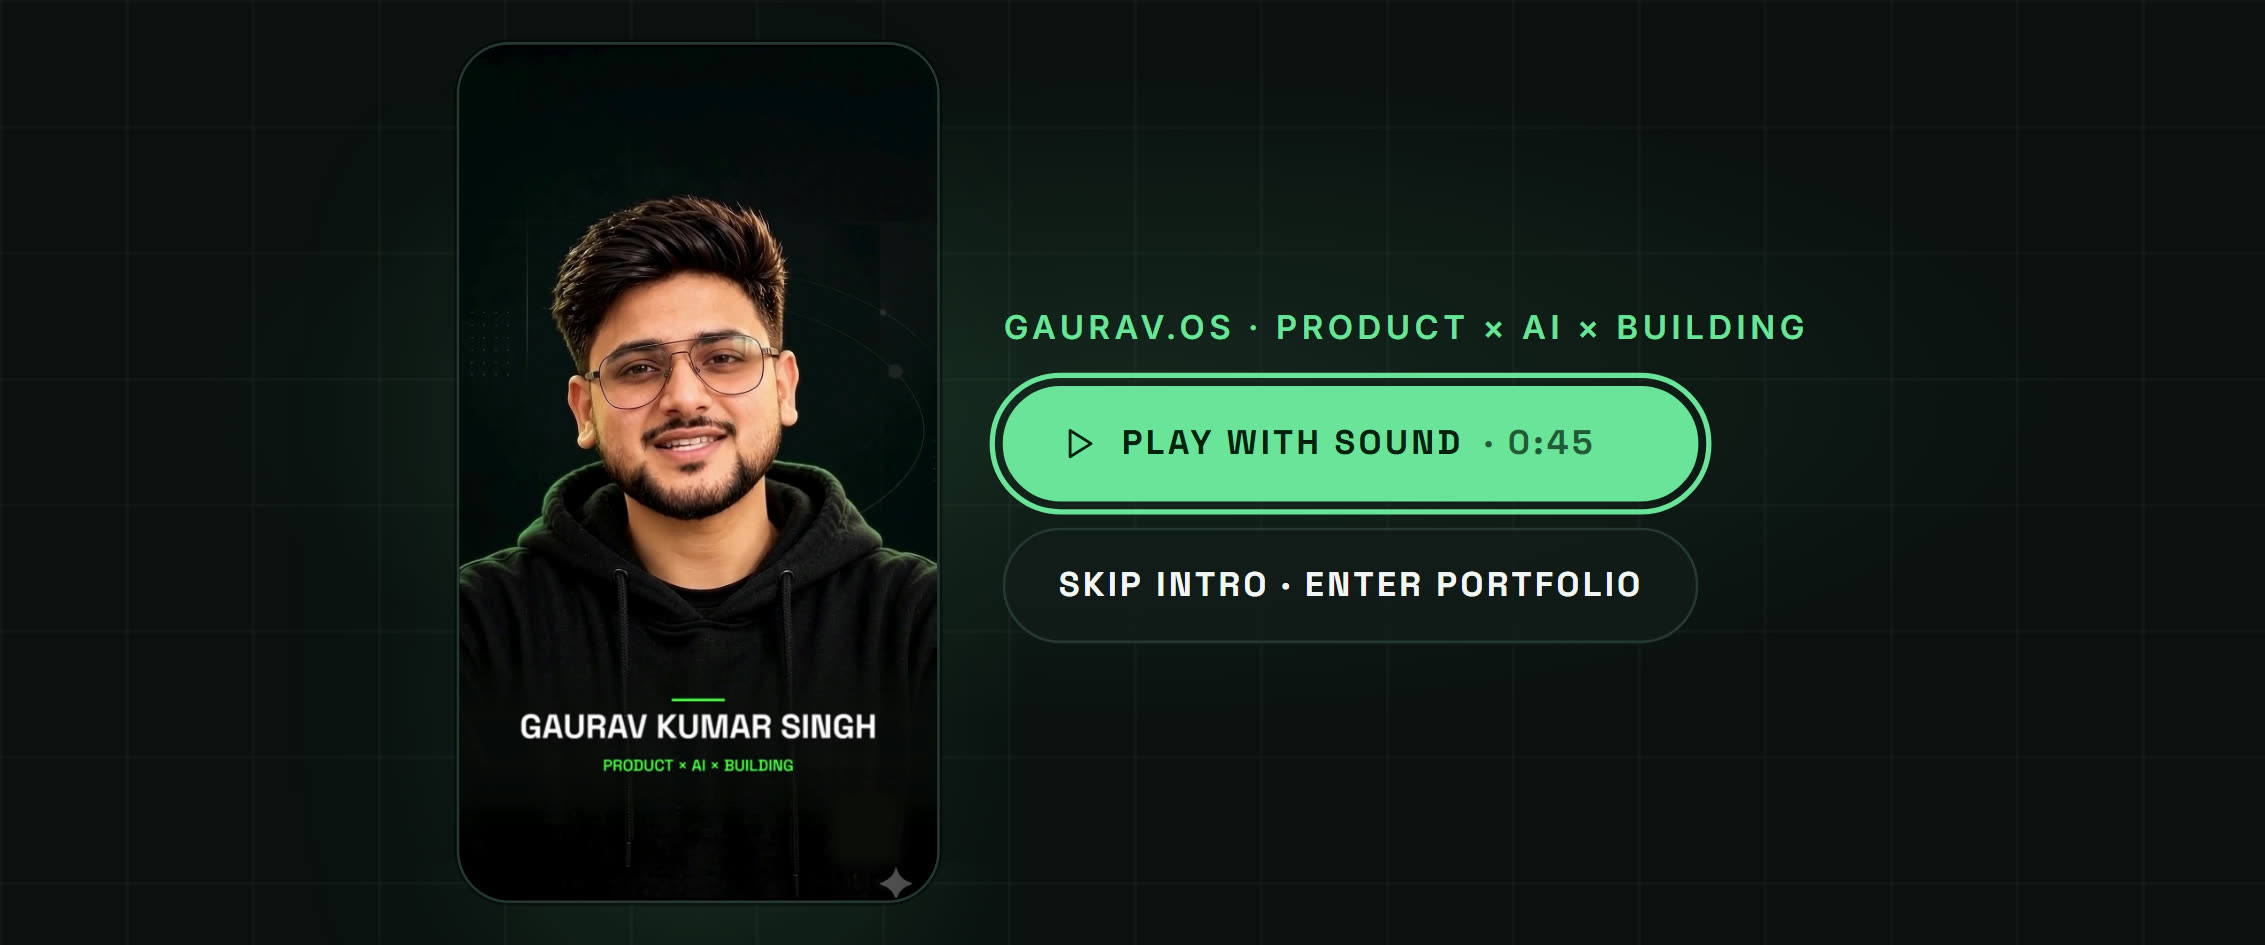 GAURAV.OS · PRODUCT × AI × BUILDING
PLAY WITH SOUND · 0:45
SKIP INTRO · ENTER PORTFOLIO
GAURAV KUMAR SINGH
PRODUCT × AI × BUILDING